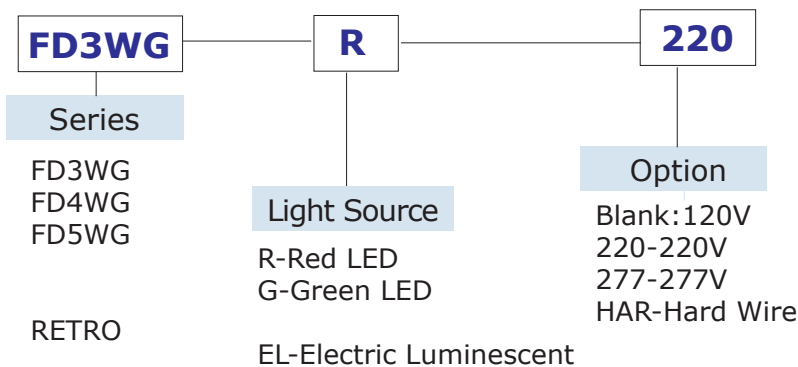 FD3WG R 220
Series
FD3WG
FD4WG
FD5WG
RETRO
Light Source
R-Red LED
G-Green LED
EL-Electric Luminescent
Option
Blank:120V
220-220V
277-277V
HAR-Hard Wire